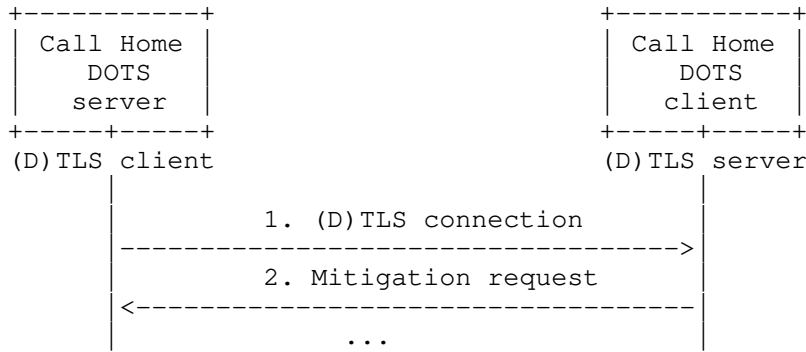 Call Home Call Home
DOTS DOTS
server client
(D)TLS client (D)TLS server
1. (D)TLS connection
2. Mitigation request
...